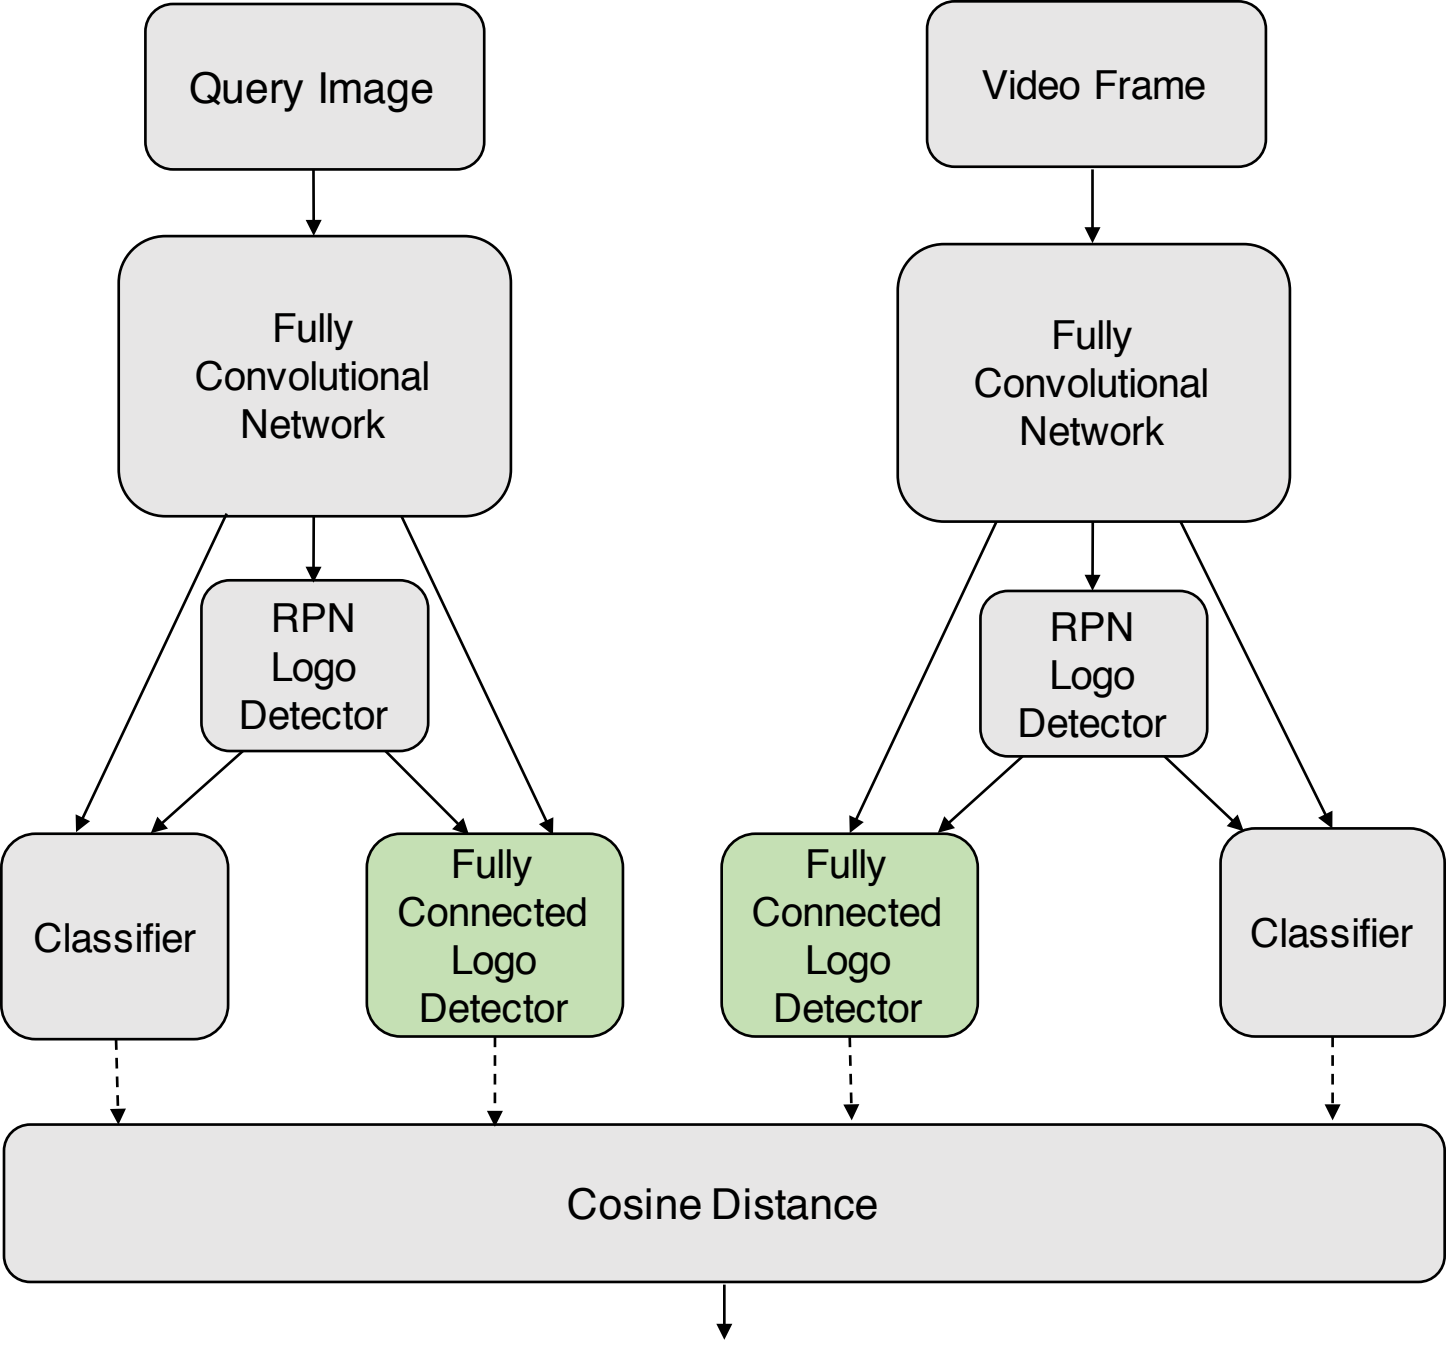 Query Image
Video Frame
Fully
Convolutional
Network
Fully
Convolutional
Network
RPN
Logo
Detector
RPN
Logo
Detector
Classifier
Fully
Connected
Logo
Detector
Fully
Connected
Logo
Detector
Classifier
Cosine Distance